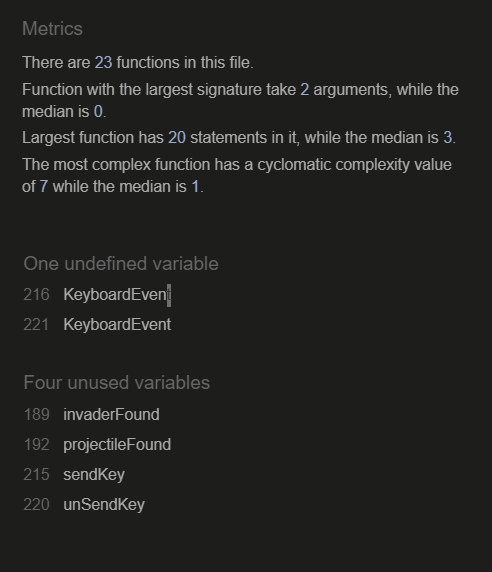 Metrics
There are 23 functions in this file.
Function with the largest signature take 2 arguments, while the
median is 0.
Largest function has 20 statements in it, while the median is 3.
The most complex function has a cyclomatic complexity value
of 7 while the median is 1.
One undefined variable
216 KeyboardEvent
221 KeyboardEvent
Four unused variables
189 invaderFound
192 projectileFound
215 sendKey
220 unSendKey